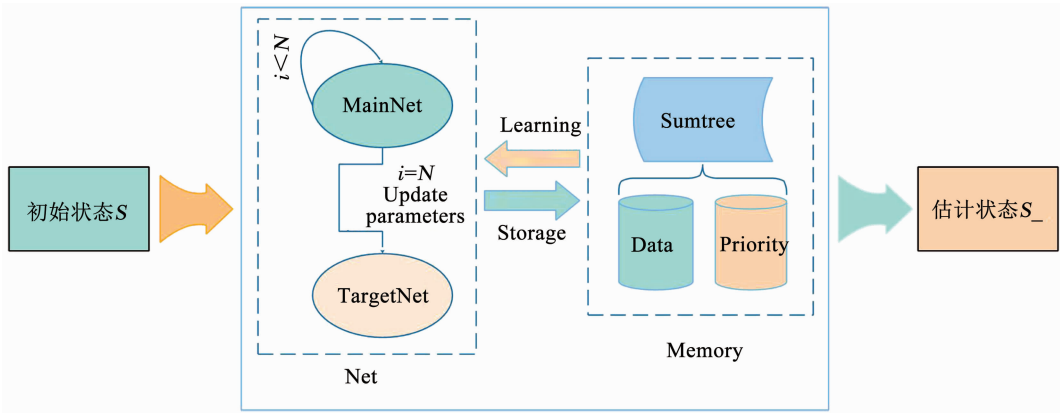 初始状态S
i<N
MainNet
i=N
Update
parameters
TargetNet
Net
Learning
Storage
Sumtree
Data
Priority
Memory
估计状态S_